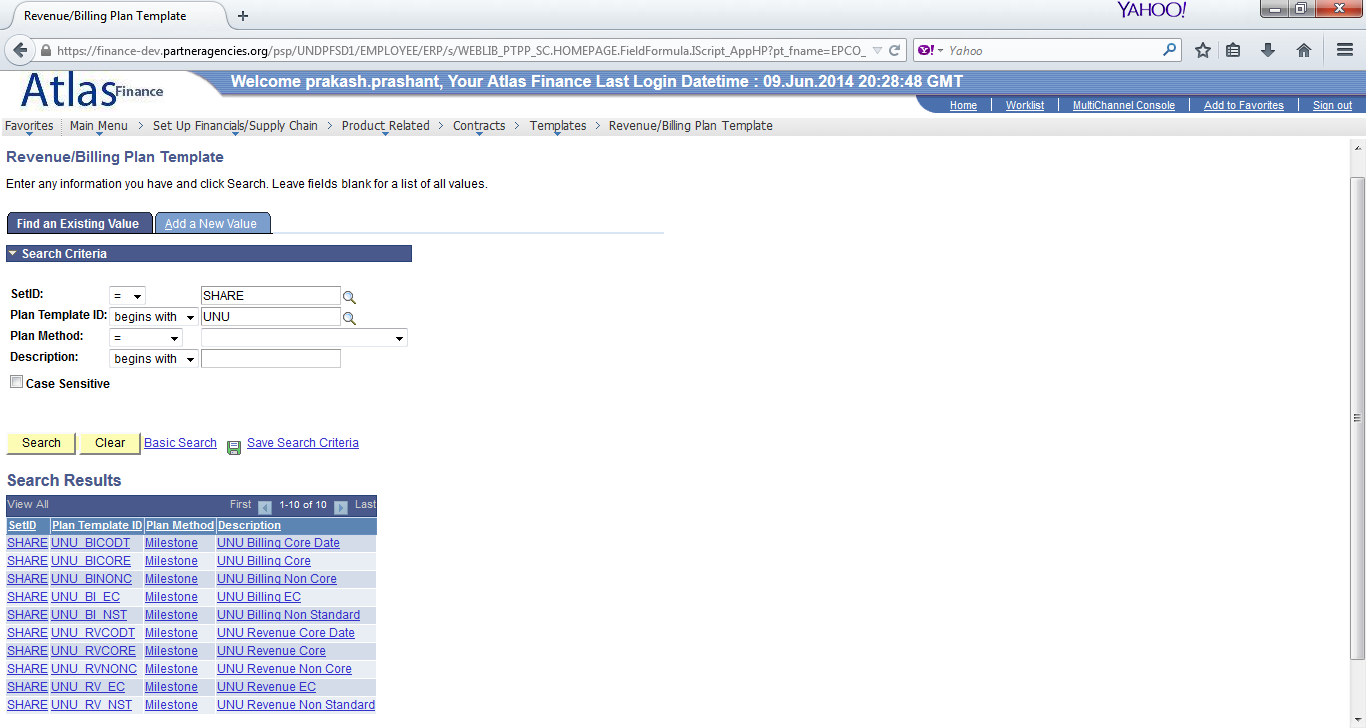 Revenue/Billing Plan Template
YAHOO!
https://finance-dev.partneragencies.org/psp/UNDPFSD1/EMPLOYEE/ERP/s/WEBLIB_PTPP_SC.HOMEPAGE.FieldFormula.IScript_AppHP?pt_fname=EPCO_
Yahoo
Atlas Finance
Welcome prakash.prashant, Your Atlas Finance Last Login Datetime : 09.Jun.2014 20:28:48 GMT
Home Worklist MultiChannel Console Add to Favorites Sign out
Favorites Main Menu > Set Up Financials/Supply Chain > Product Related > Contracts > Templates > Revenue/Billing Plan Template
Revenue/Billing Plan Template
Enter any information you have and click Search. Leave fields blank for a list of all values.
Find an Existing Value Add a New Value
Search Criteria
SetID: = SHARE
Plan Template ID: begins with UNU
Plan Method: =
Description: begins with
Case Sensitive
Search Clear Basic Search Save Search Criteria
Search Results
View All First 1-10 of 10 Last
SetID Plan Template ID Plan Method Description
SHARE UNU_BICODT Milestone UNU Billing Core Date
SHARE UNU_BICORE Milestone UNU Billing Core
SHARE UNU_BINONC Milestone UNU Billing Non Core
SHARE UNU_BI_EC Milestone UNU Billing EC
SHARE UNU_BI_NST Milestone UNU Billing Non Standard
SHARE UNU_RVCODT Milestone UNU Revenue Core Date
SHARE UNU_RVCORE Milestone UNU Revenue Core
SHARE UNU_RVNONC Milestone UNU Revenue Non Core
SHARE UNU_RV_EC Milestone UNU Revenue EC
SHARE UNU_RV_NST Milestone UNU Revenue Non Standard